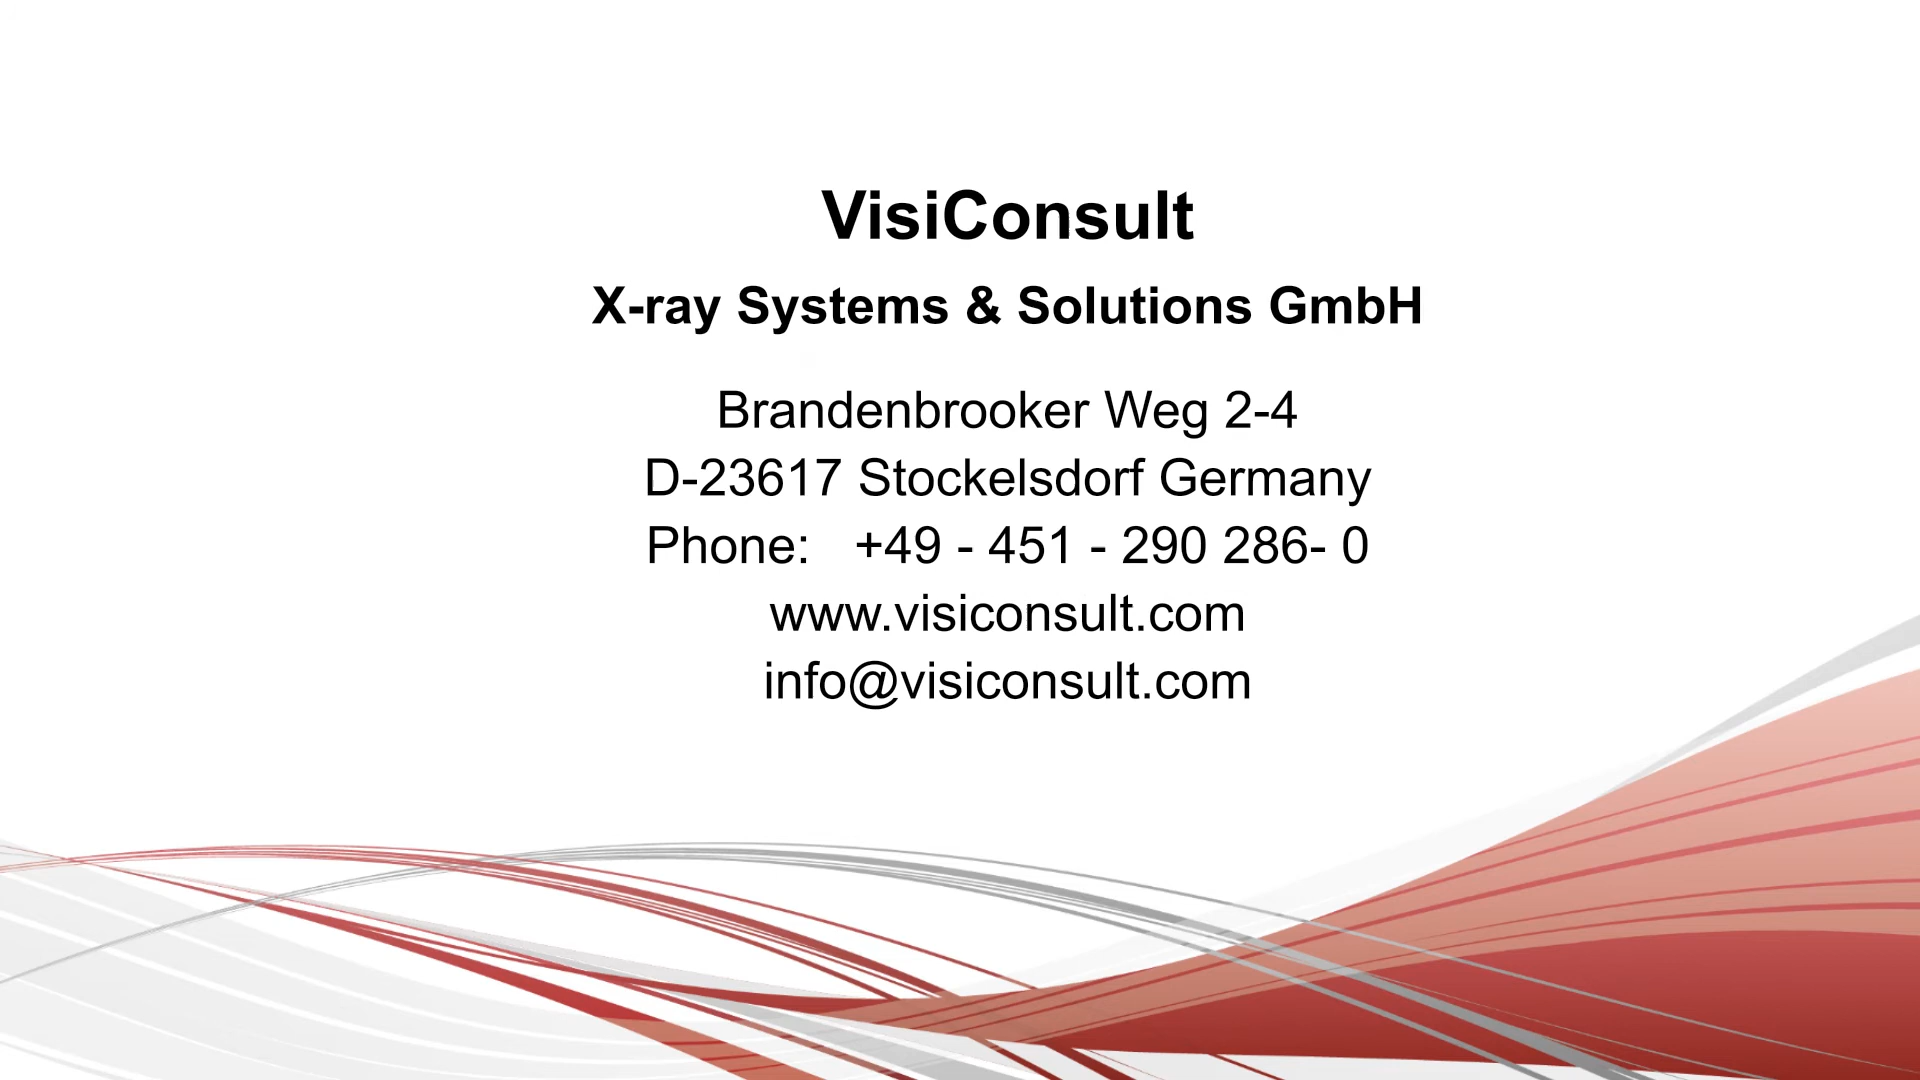 VisiConsult
X-ray Systems & Solutions GmbH
Brandenbrooker Weg 2-4
D-23617 Stockelsdorf Germany
Phone:   +49 - 451 - 290 286- 0
www.visiconsult.com
info@visiconsult.com